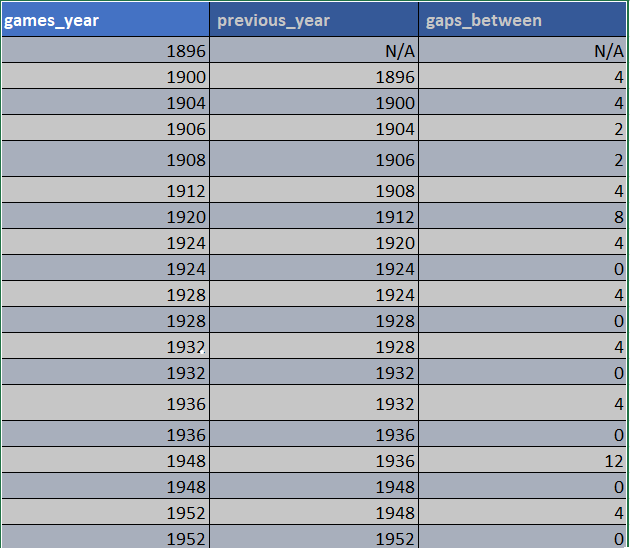 games_year previous_year gaps_between
1896 N/A N/A
1900 1896 4
1904 1900 4
1906 1904 2
1908 1906 2
1912 1908 4
1920 1912 8
1924 1920 4
1924 1924 0
1928 1924 4
1928 1928 0
1932 1928 4
1932 1932 0
1936 1932 4
1936 1936 0
1948 1936 12
1948 1948 0
1952 1948 4
1952 1952 0